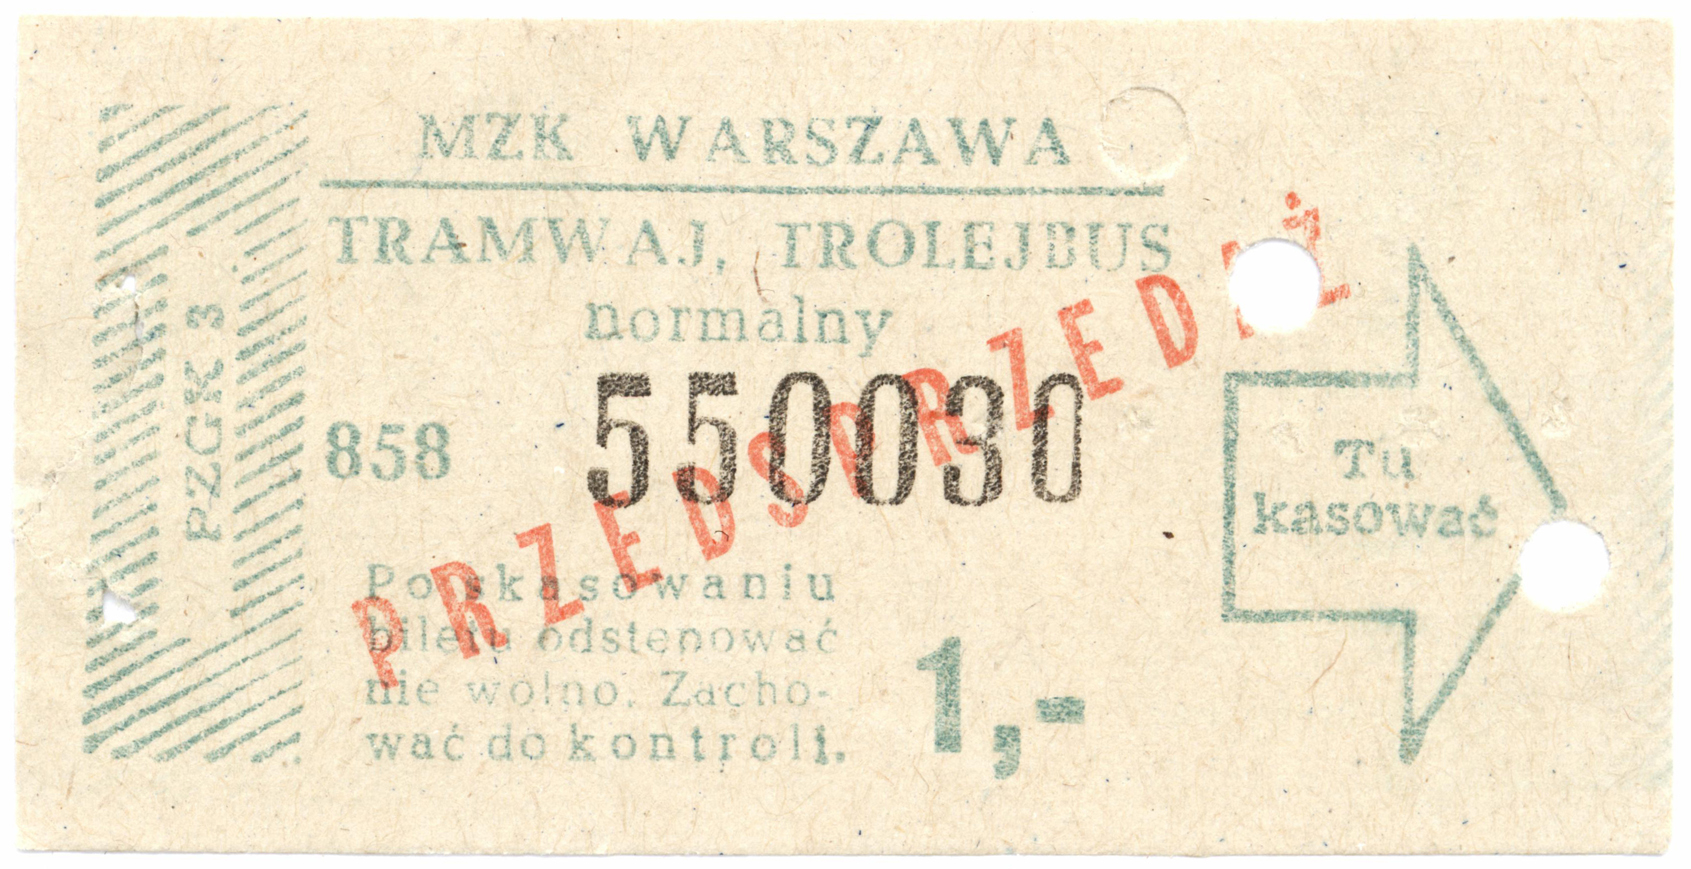 MZK WARSZAWA
TRAMWAJ, TROLEJBUS
normalny
858
550030
PRZEDSPRZEDAŻ
PZGK 3
Tu
kasować
Po skasowaniu
biletu odstępować
nie wolno. Zacho-
wać do kontroli.
1,-